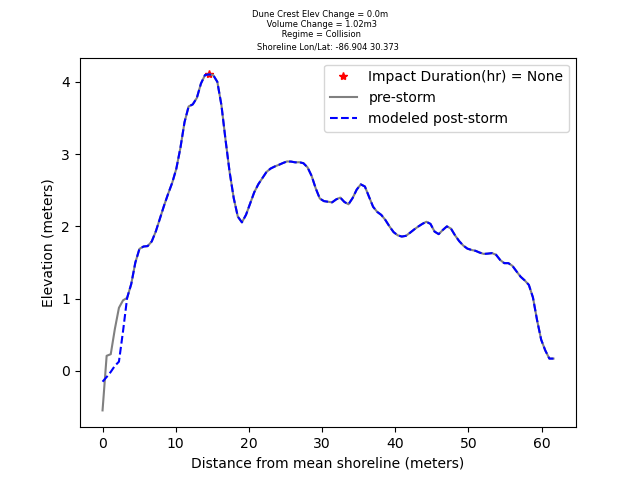 Dune Crest Elev Change = 0.0m
Volume Change = 1.02m3
Regime = Collision
Shoreline Lon/Lat: -86.904 30.373
Impact Duration(hr) = None
pre-storm
modeled post-storm
Elevation (meters)
4
3
2
1
0
0 10 20 30 40 50 60
Distance from mean shoreline (meters)